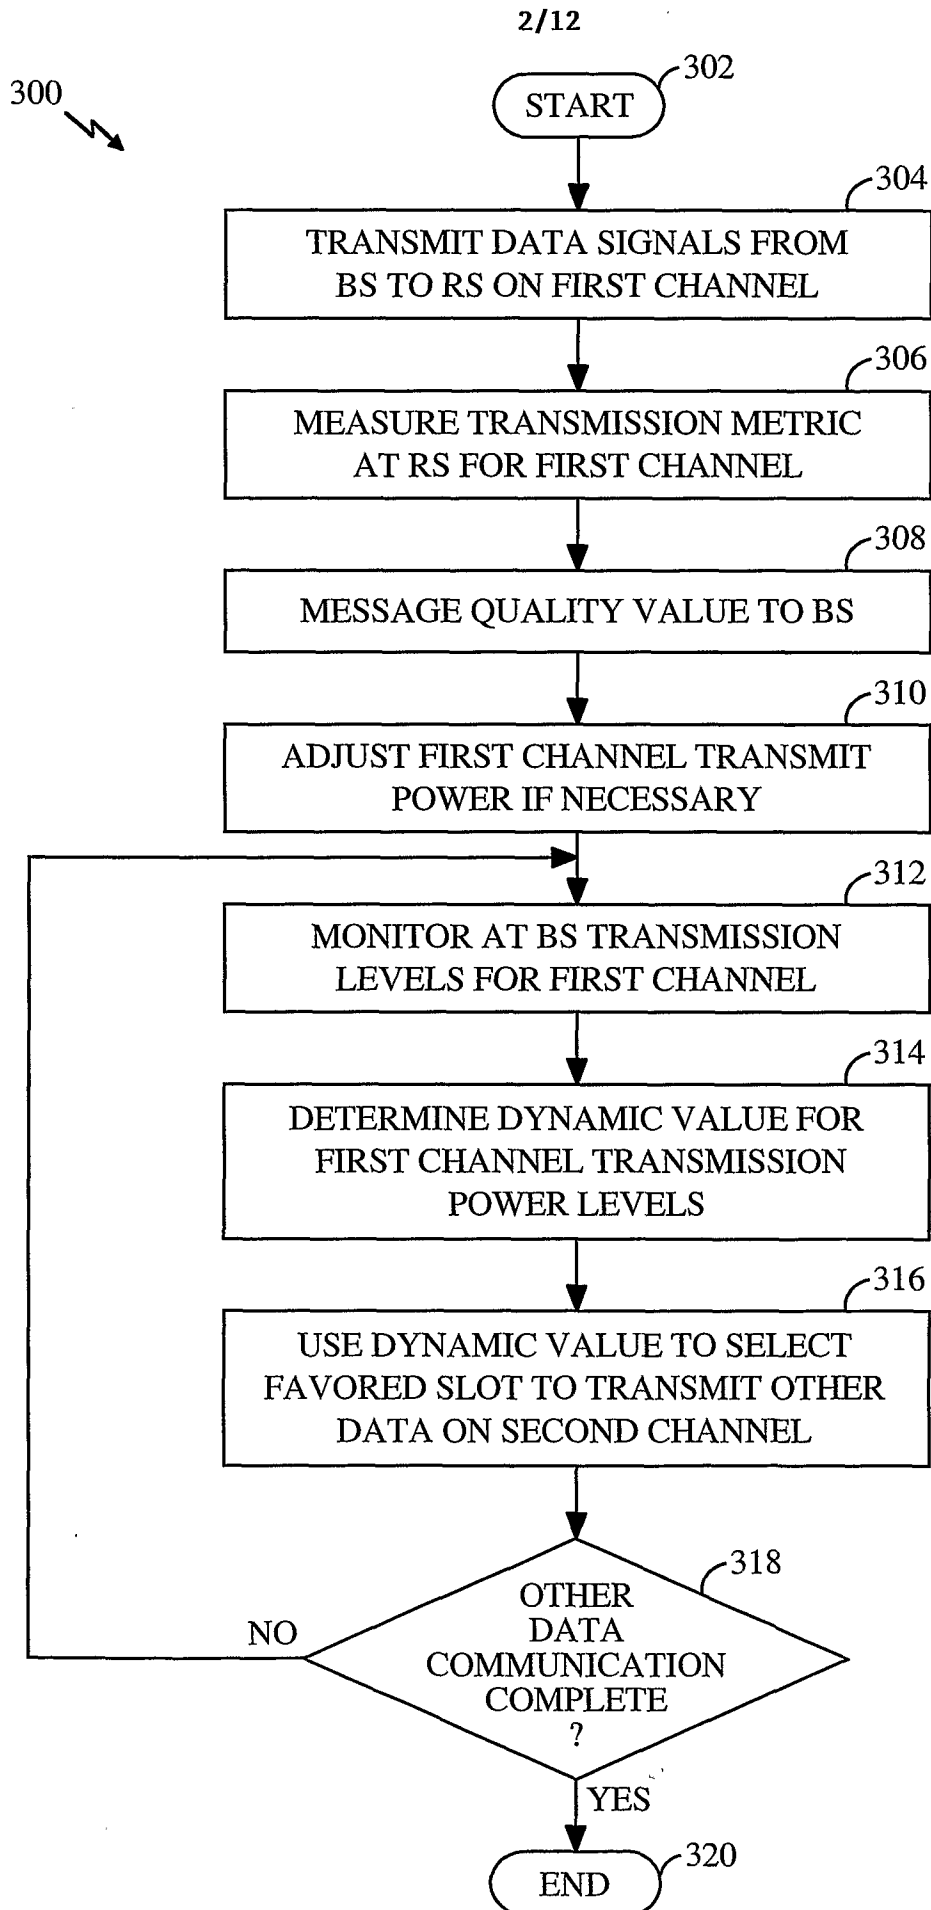 2/12
300
302
START
304
TRANSMIT DATA SIGNALS FROM
BS TO RS ON FIRST CHANNEL
306
MEASURE TRANSMISSION METRIC
AT RS FOR FIRST CHANNEL
308
MESSAGE QUALITY VALUE TO BS
310
ADJUST FIRST CHANNEL TRANSMIT
POWER IF NECESSARY
312
MONITOR AT BS TRANSMISSION
LEVELS FOR FIRST CHANNEL
314
DETERMINE DYNAMIC VALUE FOR
FIRST CHANNEL TRANSMISSION
POWER LEVELS
316
USE DYNAMIC VALUE TO SELECT
FAVORED SLOT TO TRANSMIT OTHER
DATA ON SECOND CHANNEL
318
OTHER
DATA
COMMUNICATION
COMPLETE
?
NO
YES
320
END